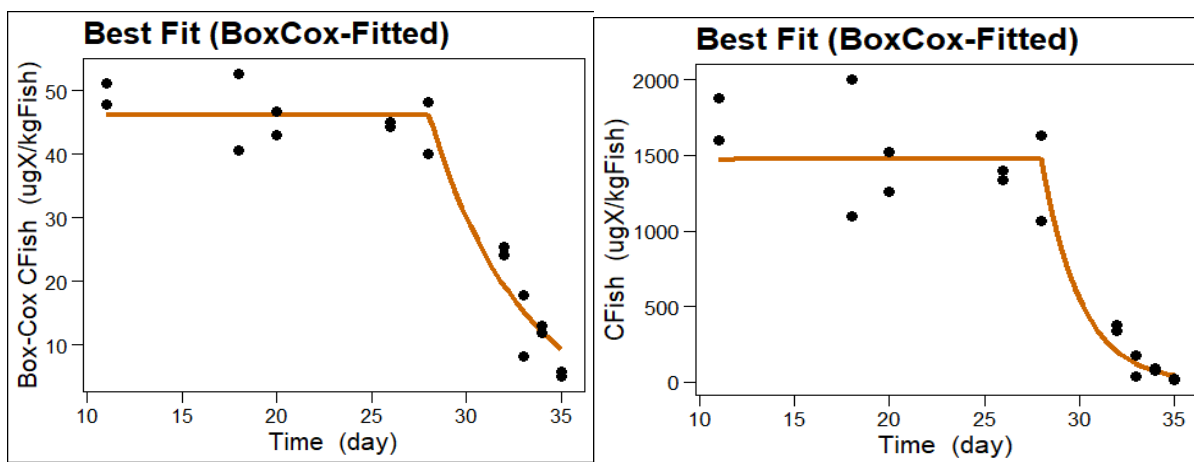 Best Fit (BoxCox-Fitted)
Box-Cox CFish (ugX/kgFish)
50
40
30
20
10
10 15 20 25 30 35
Time (day)
Best Fit (BoxCox-Fitted)
CFish (ugX/kgFish)
2000
1500
1000
500
0
10 15 20 25 30 35
Time (day)